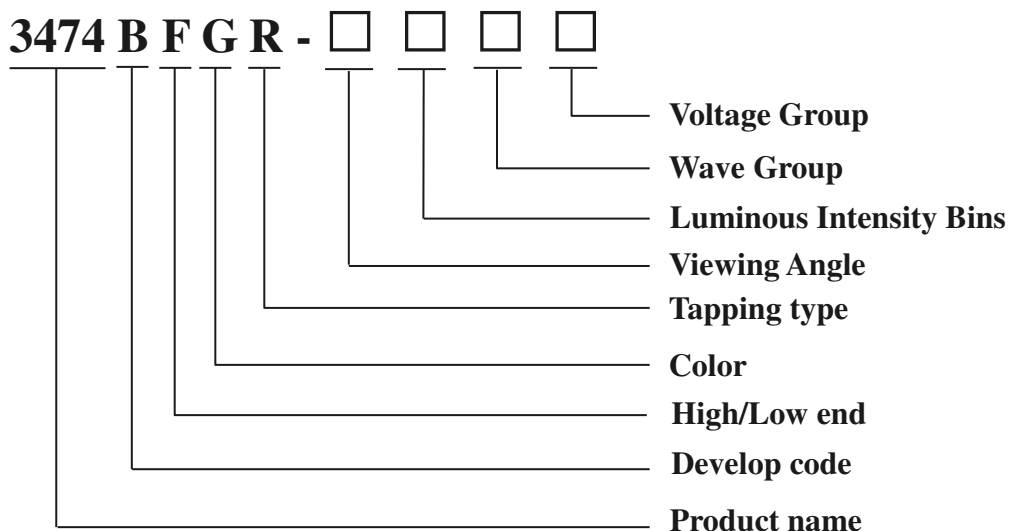 3474 B F G R - □ □ □ □
Voltage Group
Wave Group
Luminous Intensity Bins
Viewing Angle
Tapping type
Color
High/Low end
Develop code
Product name